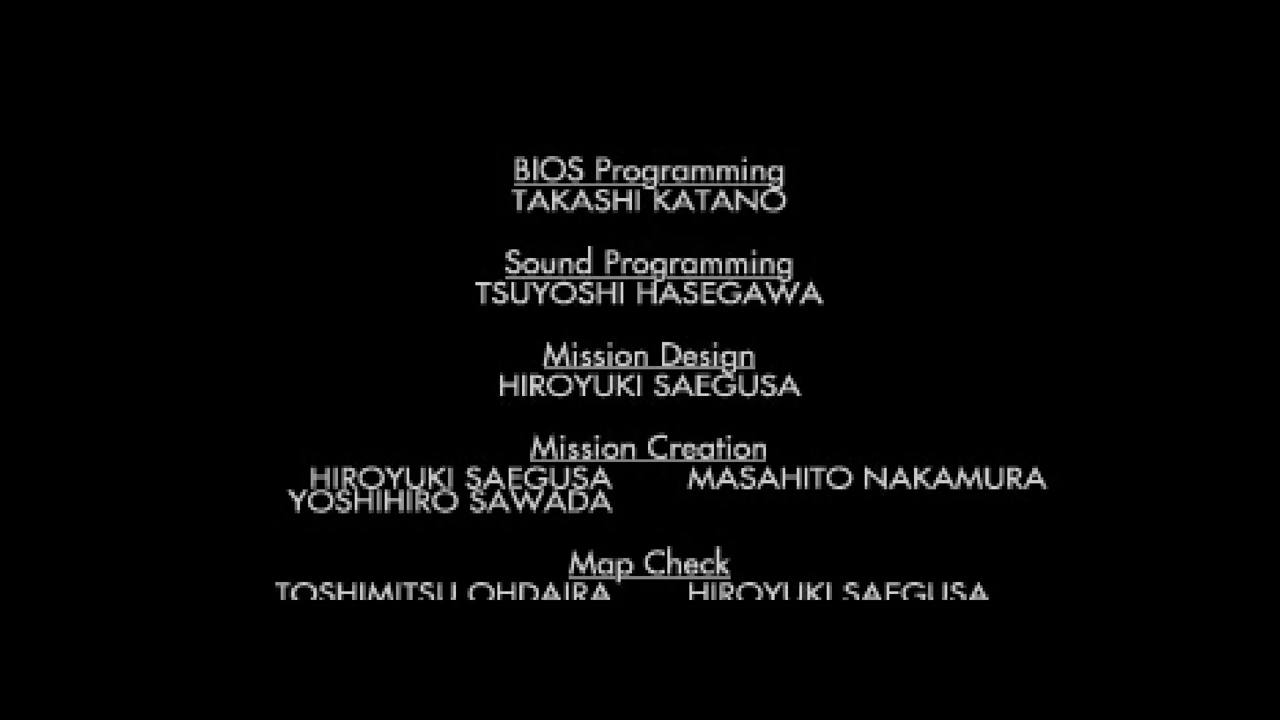 BIOS Programming
TAKASHI KATANO
Sound Programming
TSUYOSHI HASEGAWA
Mission Design
HIROYUKI SAEGUSA
Mission Creation
HIROYUKI SAEGUSA MASAHITO NAKAMURA
YOSHIHIRO SAWADA
Map Check
TOSHIMITSU OHDAIRA HIROYUKI SAEGUSA